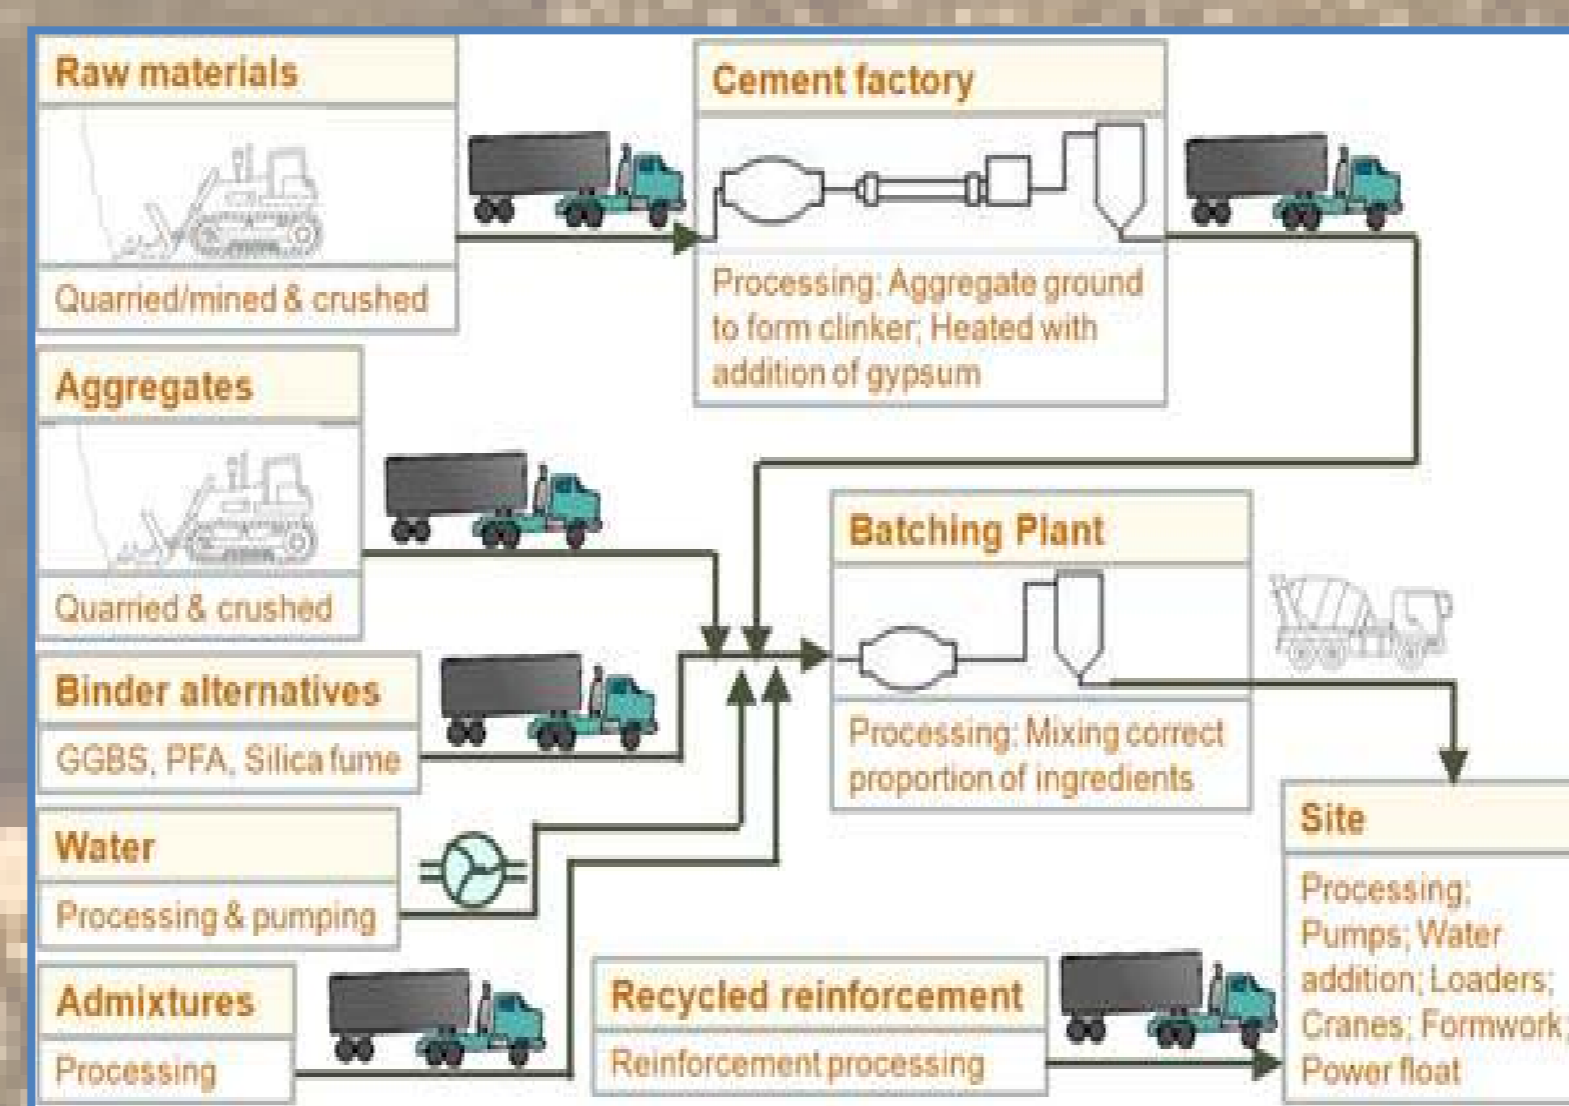 Raw materials
Quarried/mined & crushed
Cement factory
Processing: Aggregate ground
to form clinker; Heated with
addition of gypsum
Aggregates
Quarried & crushed
Batching Plant
Processing: Mixing correct
proportion of ingredients
Binder alternatives
GGBS, PFA, Silica fume
Water
Processing & pumping
Admixtures
Processing
Recycled reinforcement
Reinforcement processing
Site
Processing;
Pumps; Water
addition; Loaders;
Cranes; Formwork;
Power float